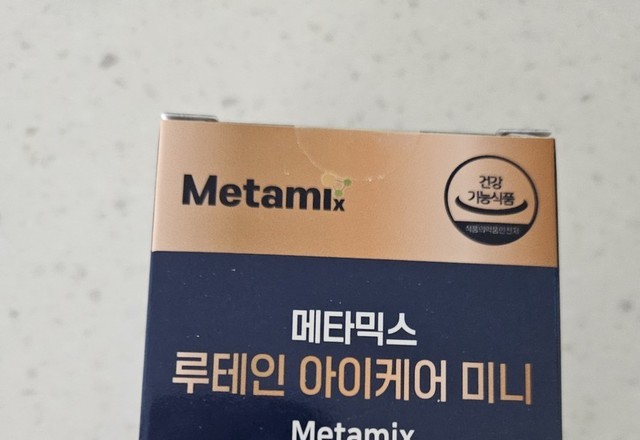 Metamix
건강
기능식품
식품의약품안전처
메타믹스
루테인 아이케어 미니
Metamix